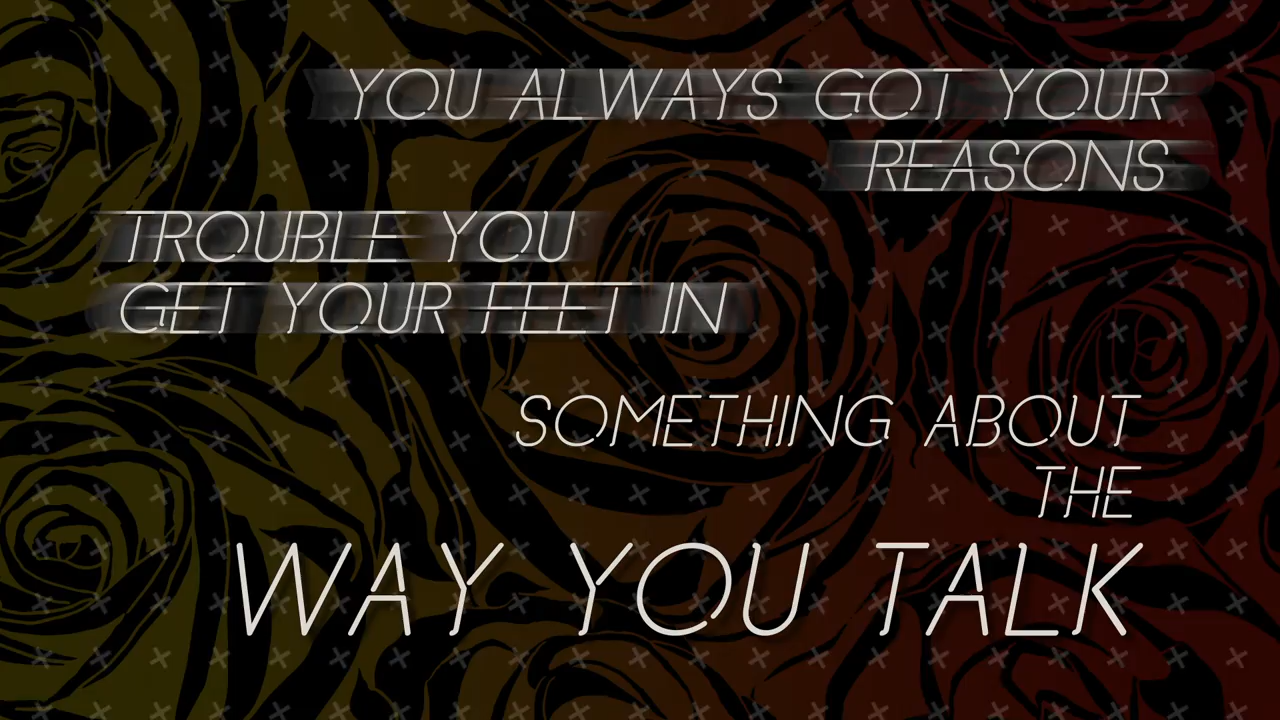 YOU ALWAYS GOT YOUR
REASONS
TROUBLE YOU
GET YOUR FEET IN
SOMETHING ABOUT
THE
WAY YOU TALK